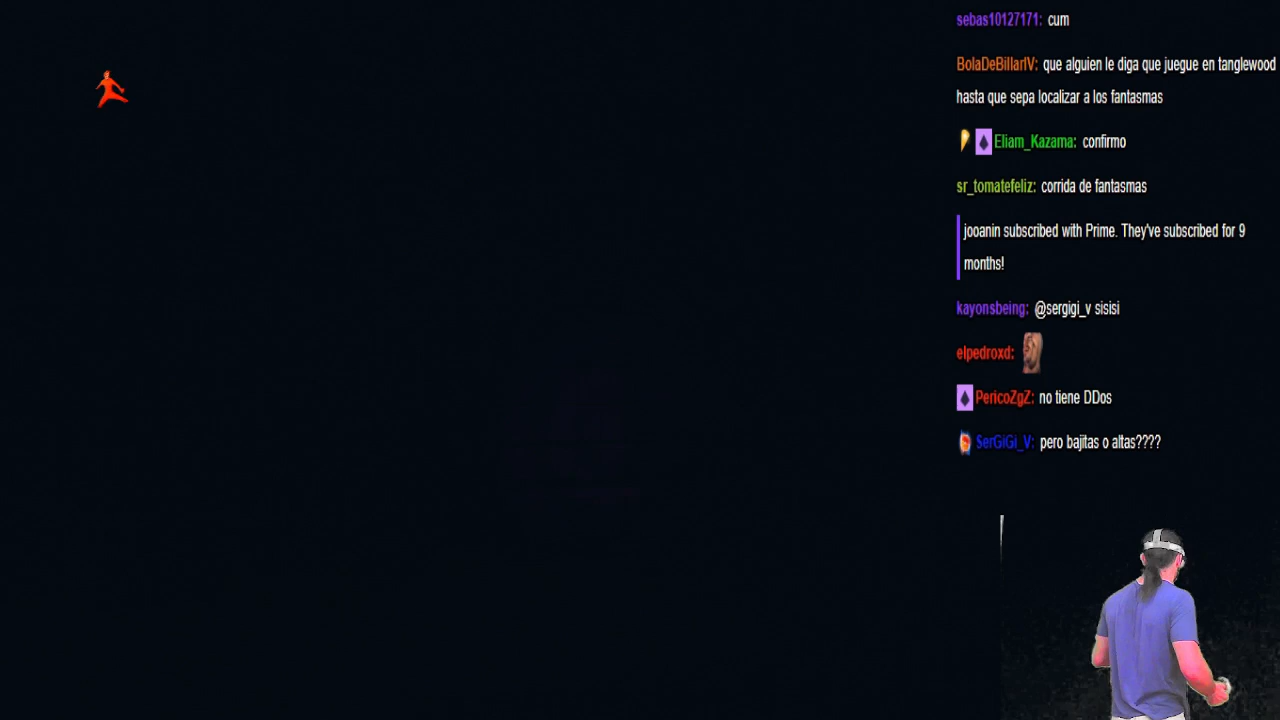 sebas10127171: cum
BolaDeBillarIV: que alguien le diga que juegue en tanglewood
hasta que sepa localizar a los fantasmas
Eliam_Kazama: confirmo
sr_tomatefeliz: corrida de fantasmas
jooanin subscribed with Prime. They've subscribed for 9
months!
kayonsbeing: @sergigi_v sisisi
elpedroxd:
PericoZgZ: no tiene DDos
SerGiGi_V: pero bajitas o altas????